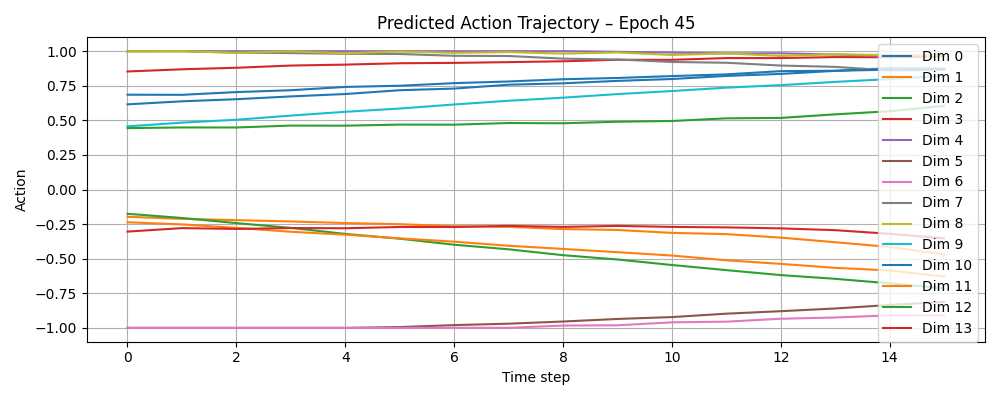 Predicted Action Trajectory – Epoch 45
1.00
0.75
0.50
0.25
0.00
−0.25
−0.50
−0.75
−1.00
Action
0 2 4 6 8 10 12 14
Time step
Dim 0
Dim 1
Dim 2
Dim 3
Dim 4
Dim 5
Dim 6
Dim 7
Dim 8
Dim 9
Dim 10
Dim 11
Dim 12
Dim 13